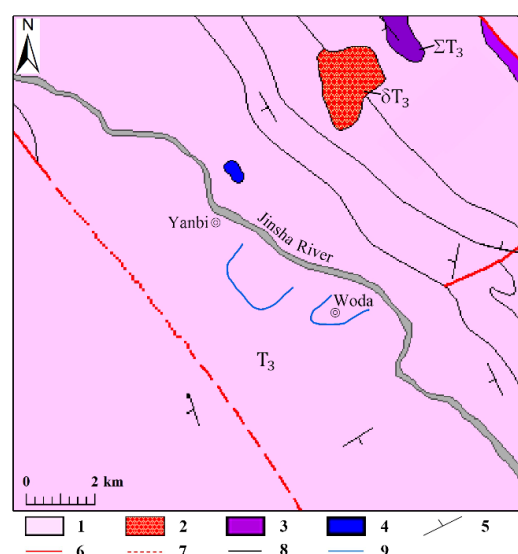 N
ΣT₃
δT₃
Yanbi
Jinsha River
Woda
T₃
0 2 km
1 2 3 4 5
6 7 8 9